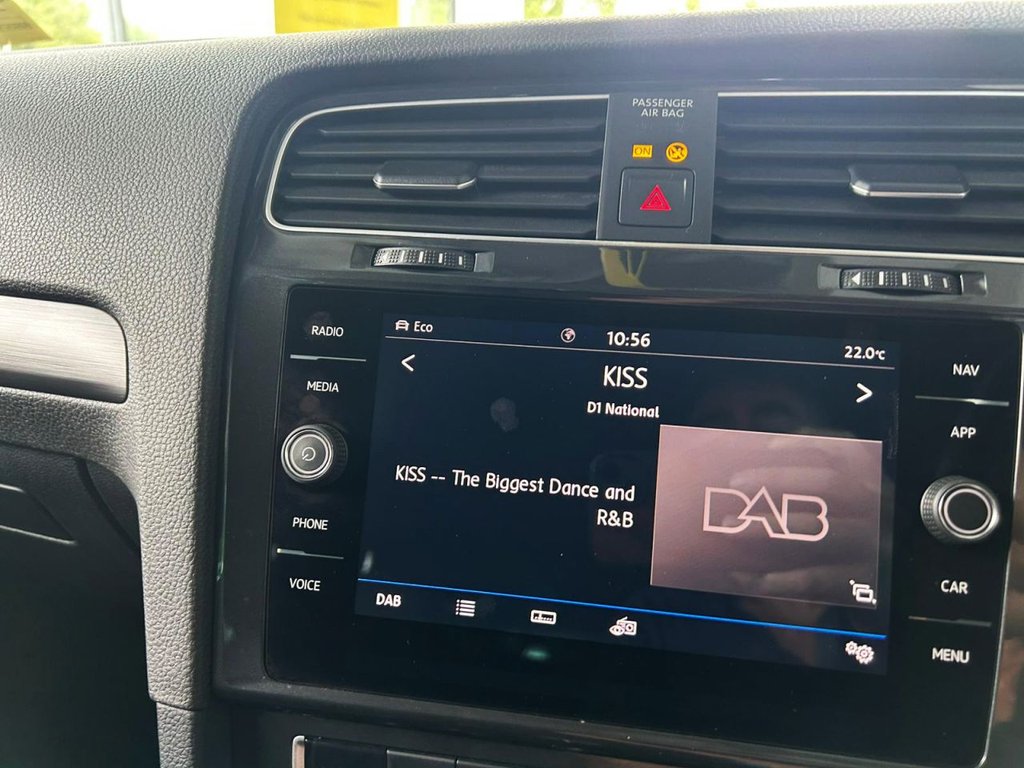 PASSENGER
AIR BAG
ON
RADIO
MEDIA
PHONE
VOICE
Eco
10:56
22.0°C
< KISS >
D1 National
KISS -- The Biggest Dance and
R&B
DAB
DAB
NAV
APP
CAR
MENU